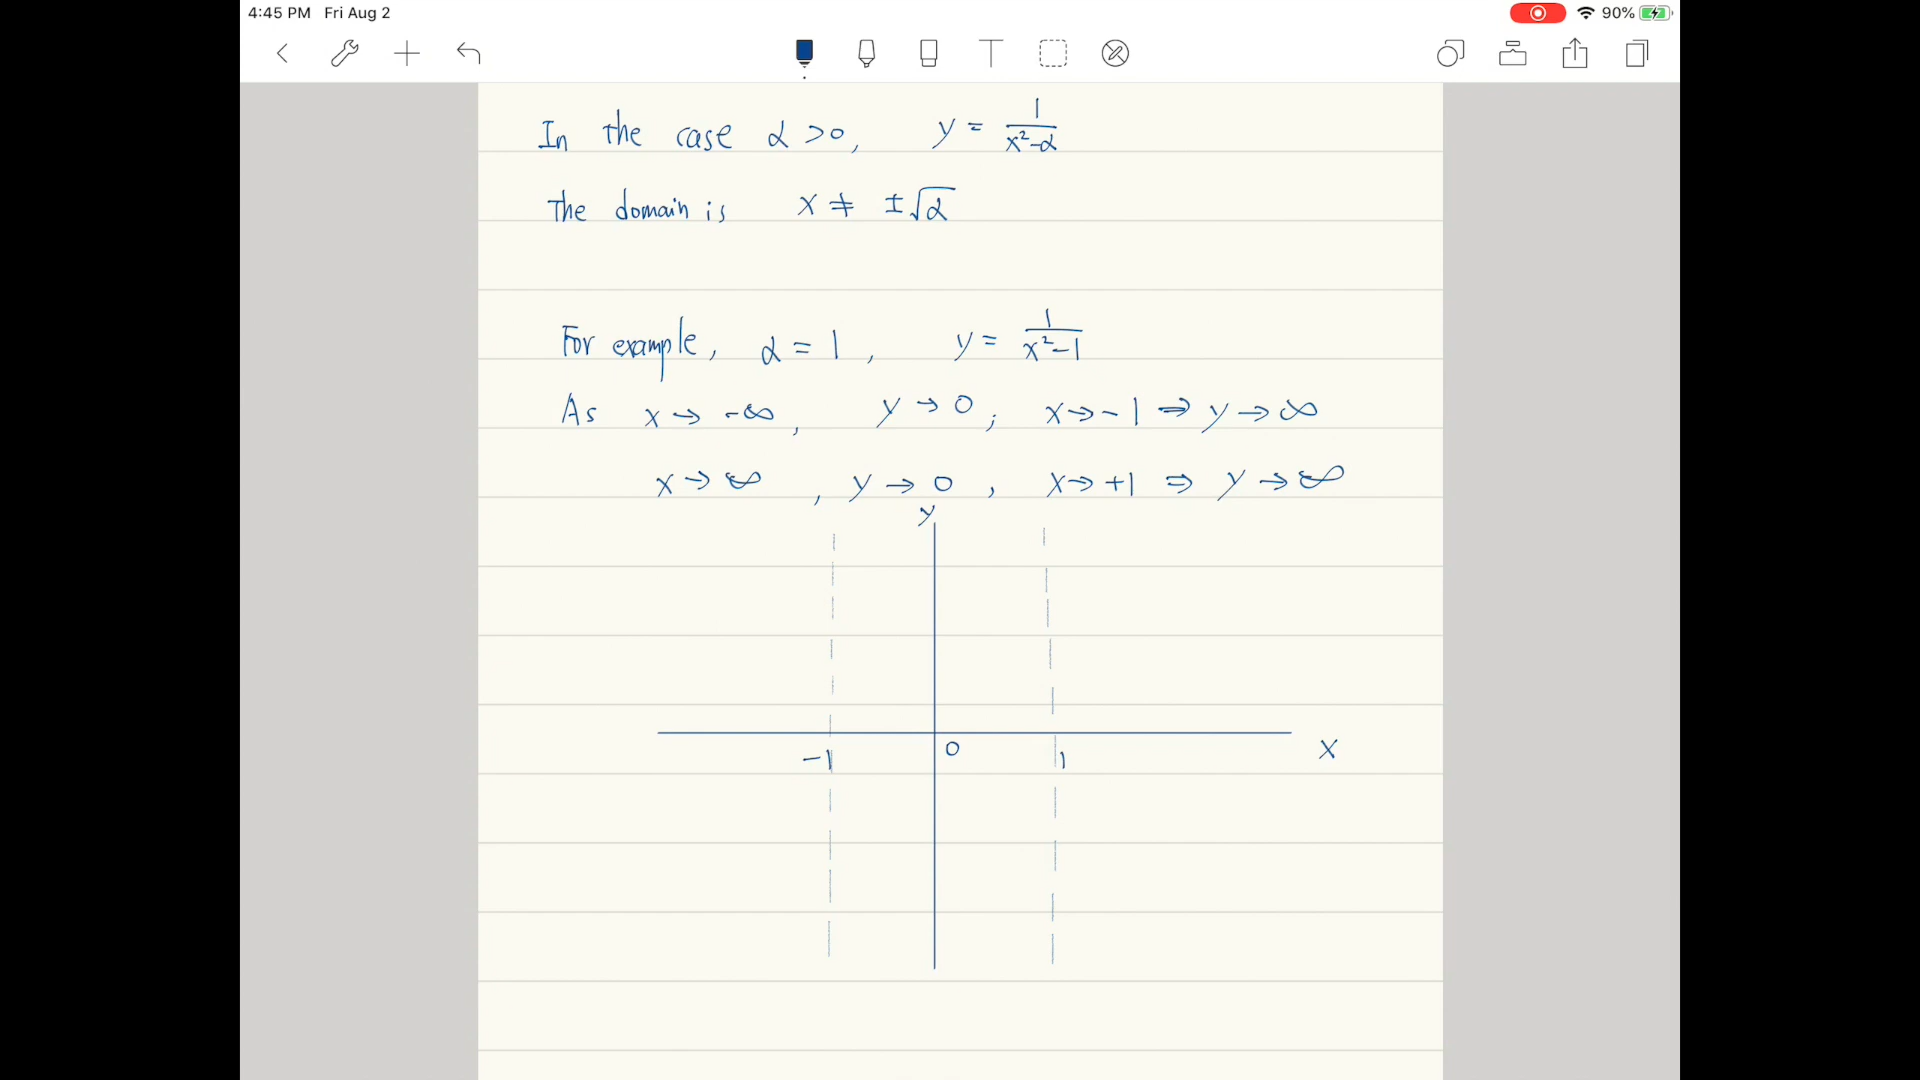 4:45 PM Fri Aug 2
90%
In the case α > 0, y = 1/(x²-α)
The domain is x ≠ ±√α
For example, α = 1, y = 1/(x²-1)
As x → -∞, y → 0; x → -1 ⇒ y → ∞
x → ∞, y → 0, x → +1 ⇒ y → ∞
y
-1 0 1 x